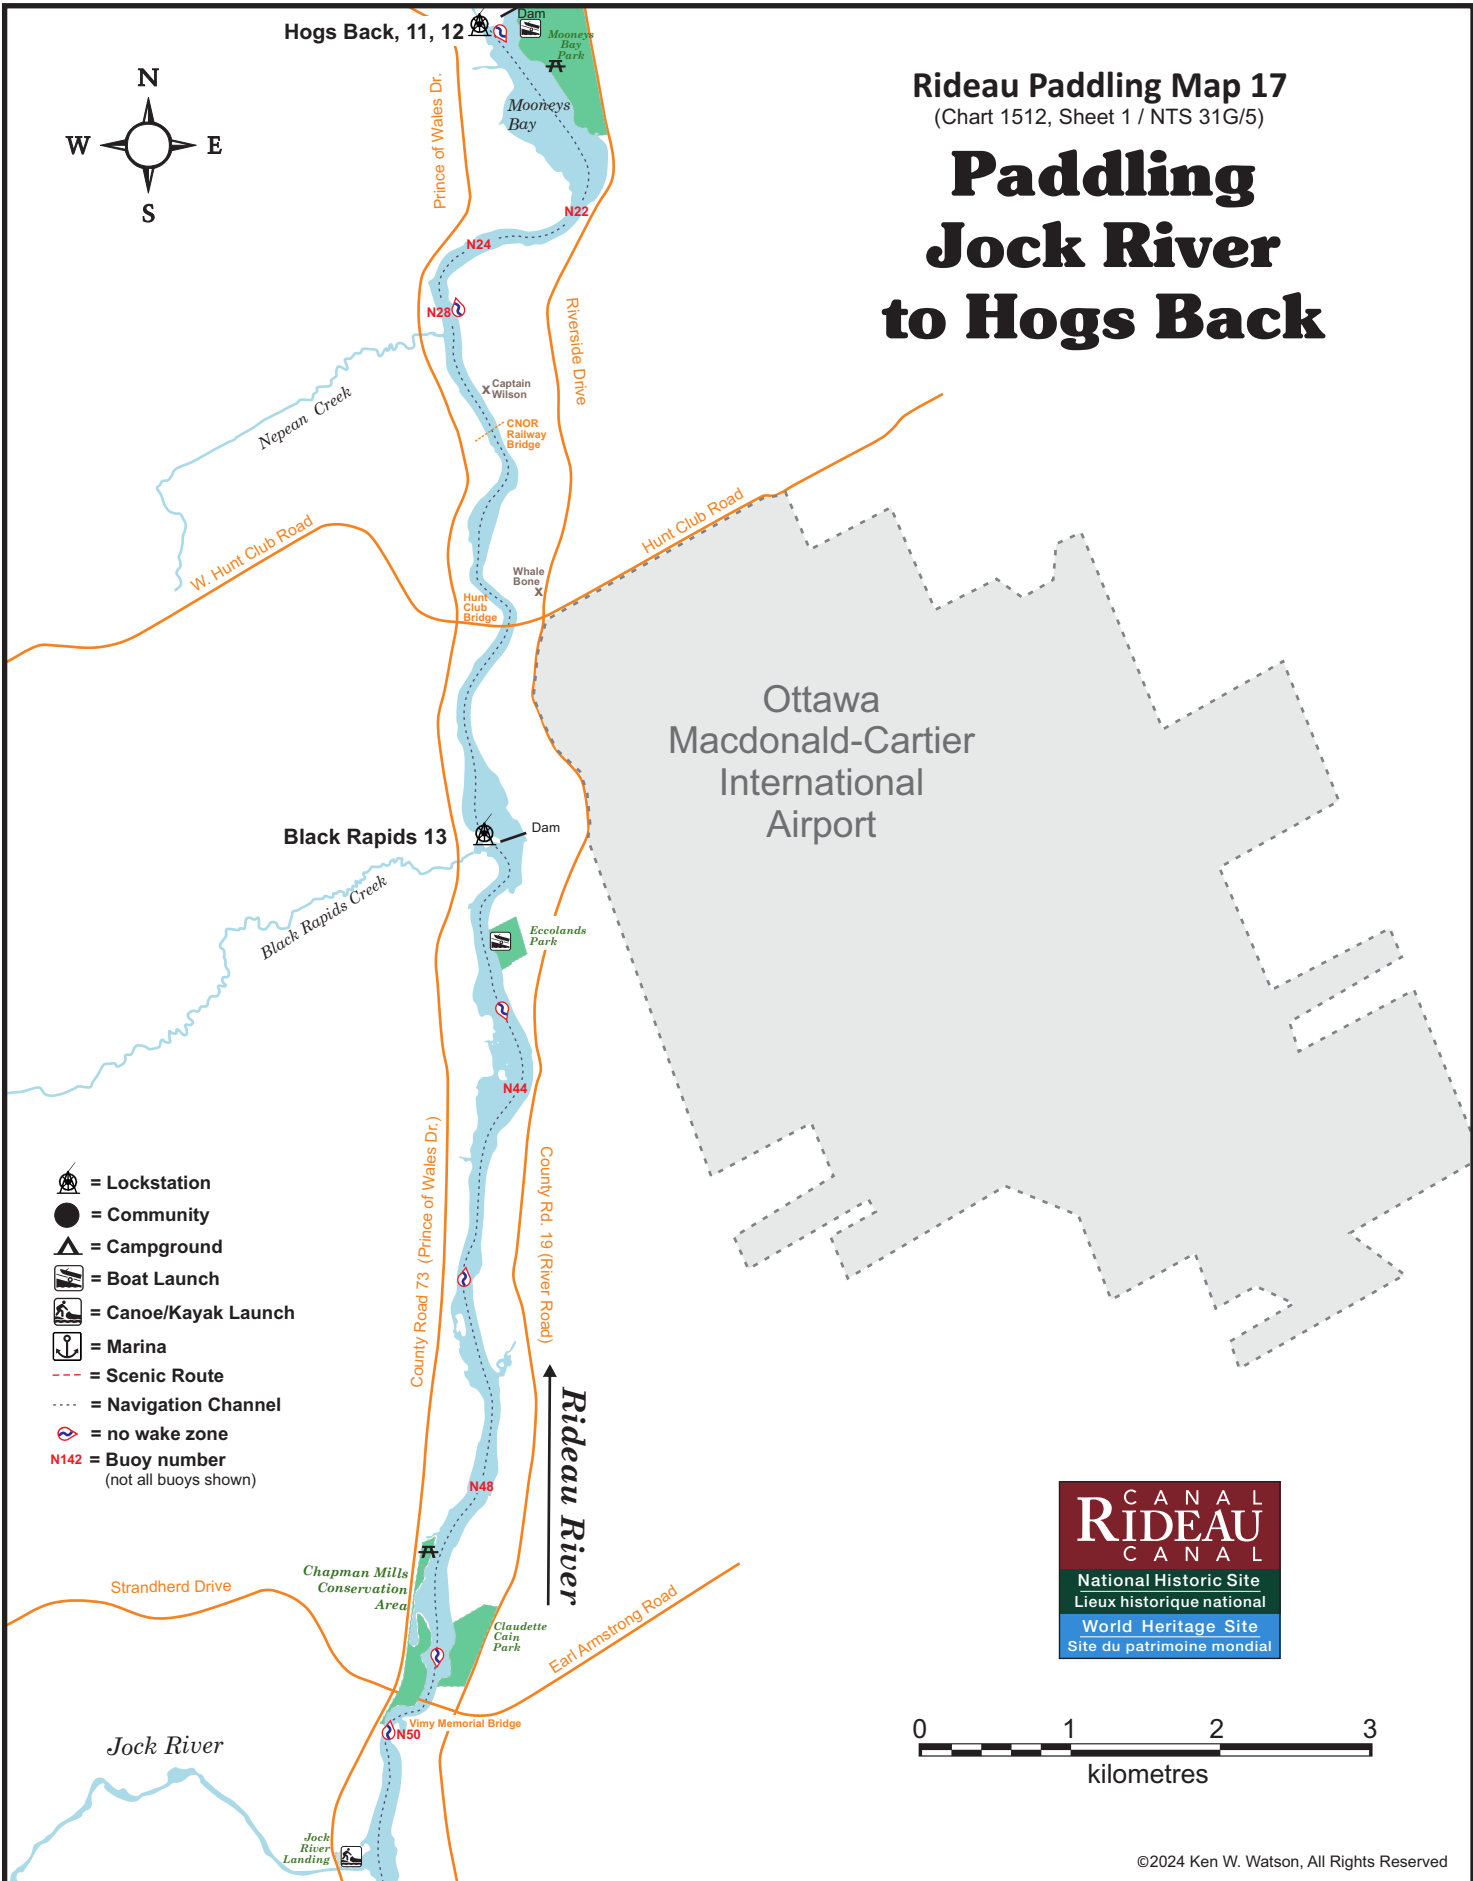 Hogs Back, 11, 12
Dam
Mooneys
Bay
Park
Mooneys
Bay
Rideau Paddling Map 17
(Chart 1512, Sheet 1 / NTS 31G/5)
Paddling
Jock River
to Hogs Back
N
W
E
S
Prince of Wales Dr.
N22
N24
N28
Riverside Drive
Nepean Creek
x Captain
Wilson
CNOR
Railway
Bridge
W. Hunt Club Road
Hunt Club Road
Whale
Bone
x
Hunt
Club
Bridge
Ottawa
Macdonald-Cartier
International
Airport
Black Rapids 13
Dam
Black Rapids Creek
Eccolands
Park
N44
County Road 73 (Prince of Wales Dr.)
County Rd. 19 (River Road)
= Lockstation
= Community
= Campground
= Boat Launch
= Canoe/Kayak Launch
= Marina
= Scenic Route
= Navigation Channel
= no wake zone
N142 = Buoy number
(not all buoys shown)
Rideau River
N48
Chapman Mills
Conservation
Area
Strandherd Drive
Claudette
Cain
Park
Earl Armstrong Road
Vimy Memorial Bridge
N50
Jock River
Jock
River
Landing
CANAL
RIDEAU
CANAL
National Historic Site
Lieux historique national
World Heritage Site
Site du patrimoine mondial
0 1 2 3
kilometres
©2024 Ken W. Watson, All Rights Reserved